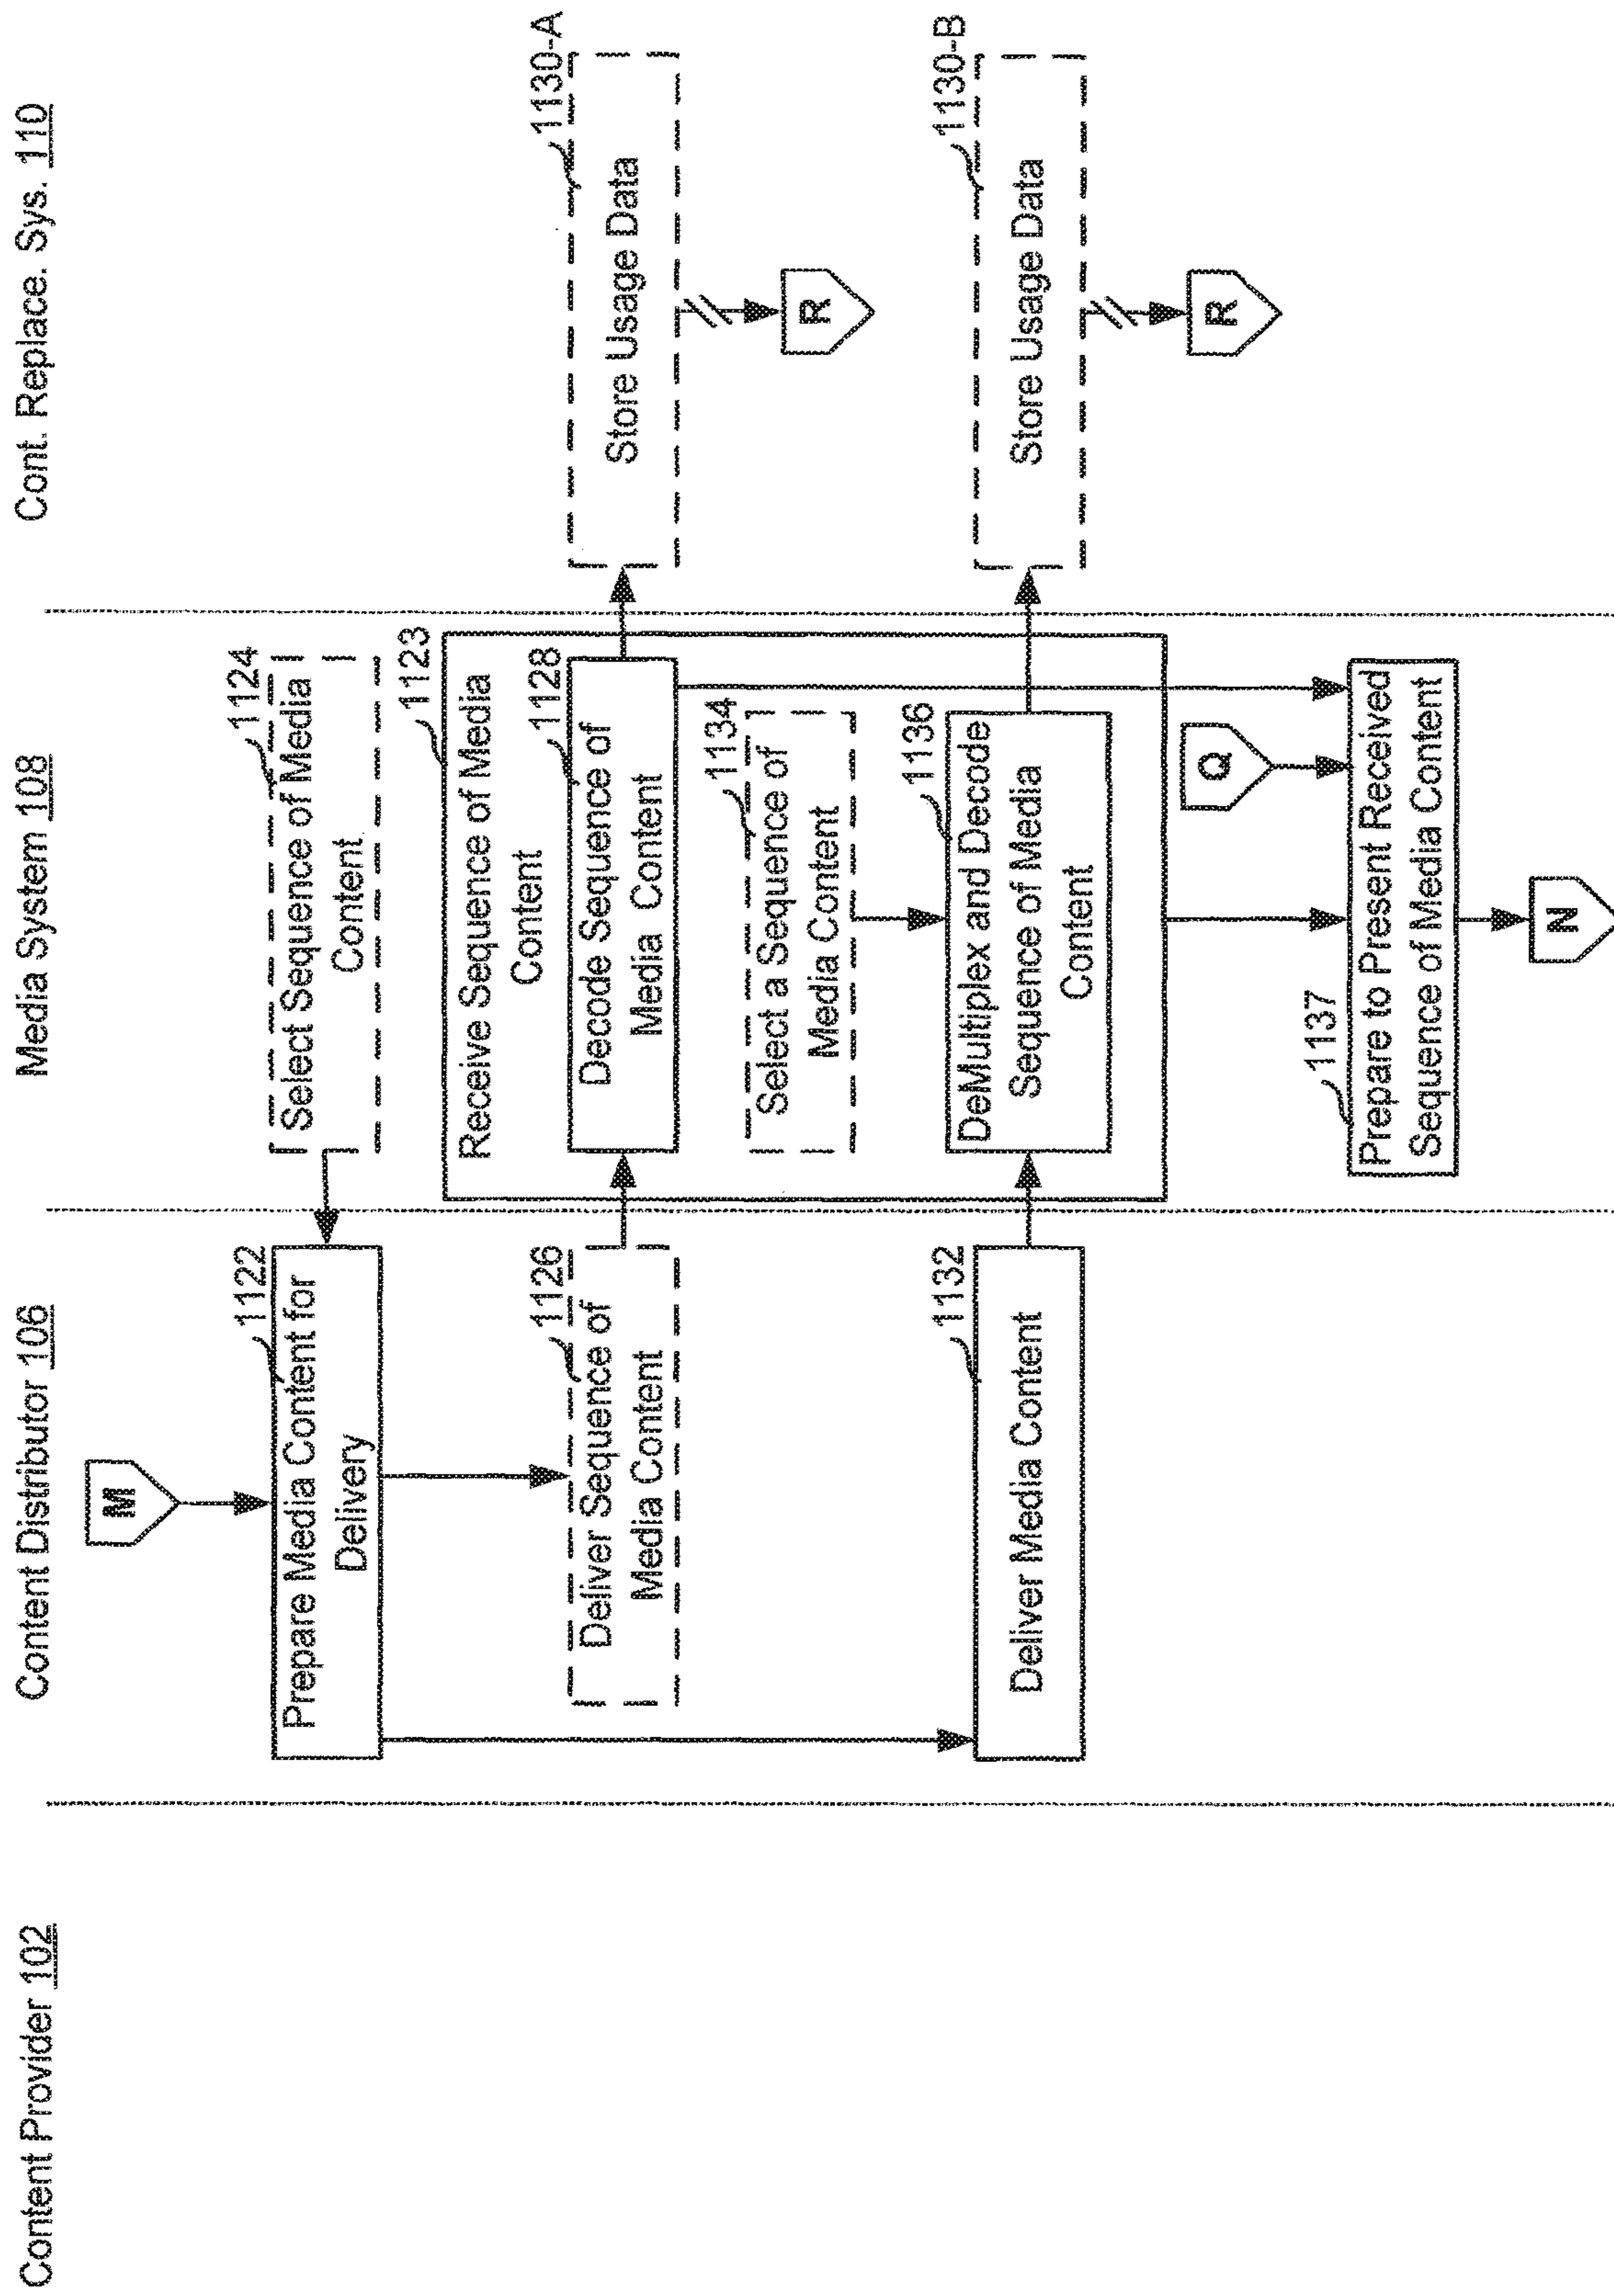 Content Provider 102
Content Distributor 106
Media System 108
Cont. Replace. Sys. 110
M
1122
Prepare Media Content for
Delivery
1124
Select Sequence of Media
Content
1123
Receive Sequence of Media
Content
1126
Deliver Sequence of
Media Content
1128
Decode Sequence of
Media Content
1130-A
Store Usage Data
R
1134
Select a Sequence of
Media Content
1132
Deliver Media Content
1136
DeMultiplex and Decode
Sequence of Media
Content
1130-B
Store Usage Data
R
Q
1137
Prepare to Present Received
Sequence of Media Content
N